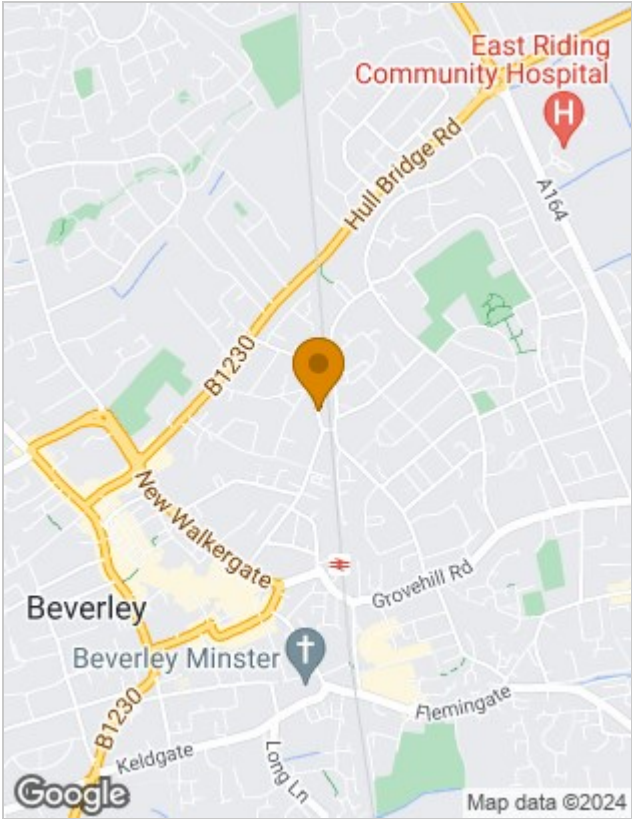 East Riding
Community Hospital
H
Hull Bridge Rd
A164
B1230
New Walkergate
Grovehill Rd
Beverley
Beverley Minster
Flemingate
B1230
Keldgate
Long Ln
Google
Map data ©2024